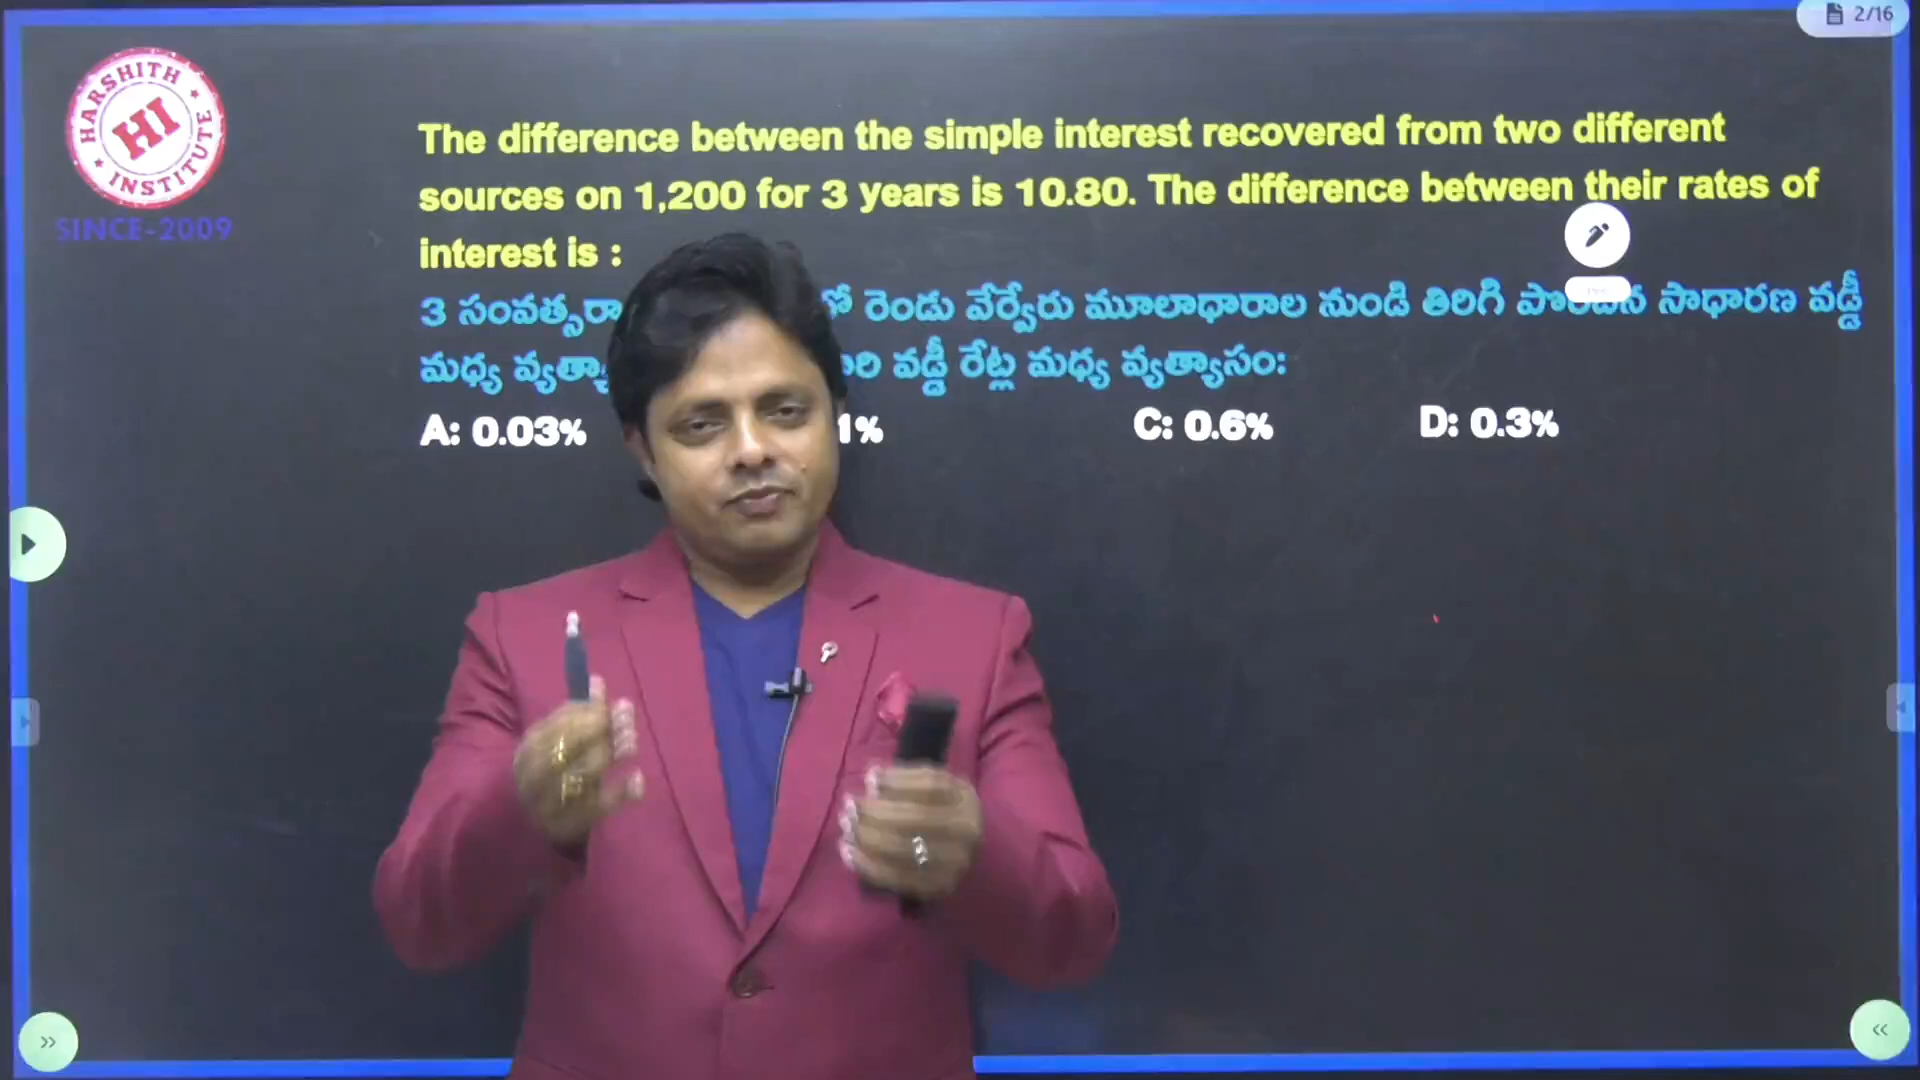 2/16
HARSHITH
HI
INSTITUTE
SINCE-2009
The difference between the simple interest recovered from two different
sources on 1,200 for 3 years is 10.80. The difference between their rates of
interest is :
3 రెండు వేర్వేరు మూలాధారాల నుండి తిరిగి సాధారణ వడ్డీ
మధ్య వడ్డీ రేట్ల మధ్య వ్యత్యాసం:
A: 0.03% 1% C: 0.6% D: 0.3%